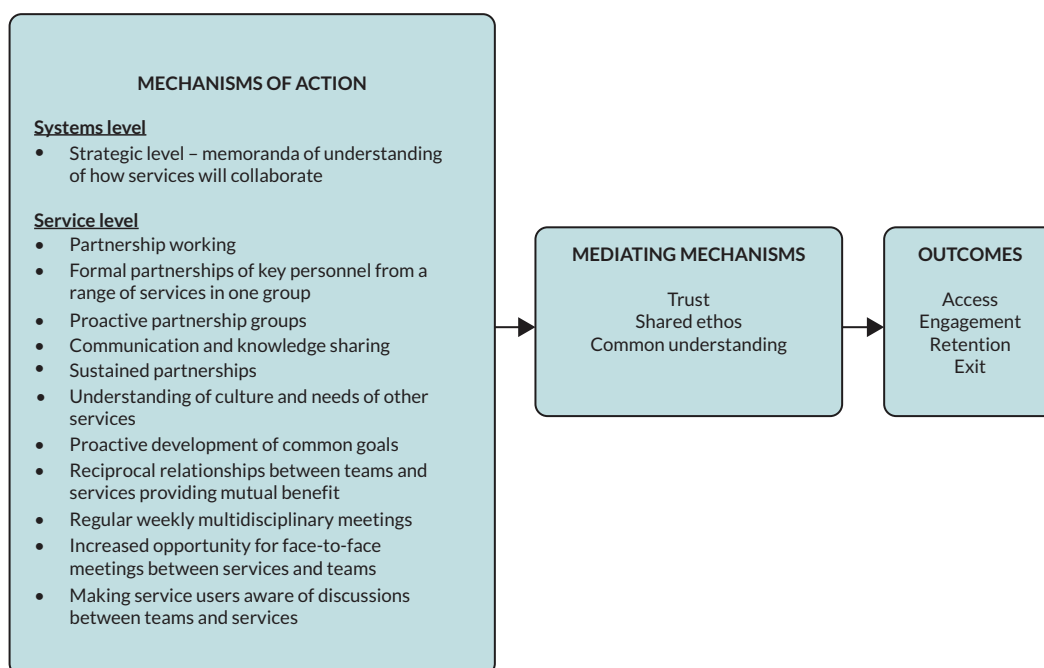 MECHANISMS OF ACTION
Systems level
• Strategic level – memoranda of understanding
of how services will collaborate
Service level
• Partnership working
• Formal partnerships of key personnel from a
range of services in one group
• Proactive partnership groups
• Communication and knowledge sharing
• Sustained partnerships
• Understanding of culture and needs of other
services
• Proactive development of common goals
• Reciprocal relationships between teams and
services providing mutual benefit
• Regular weekly multidisciplinary meetings
• Increased opportunity for face-to-face
meetings between services and teams
• Making service users aware of discussions
between teams and services
MEDIATING MECHANISMS
Trust
Shared ethos
Common understanding
OUTCOMES
Access
Engagement
Retention
Exit